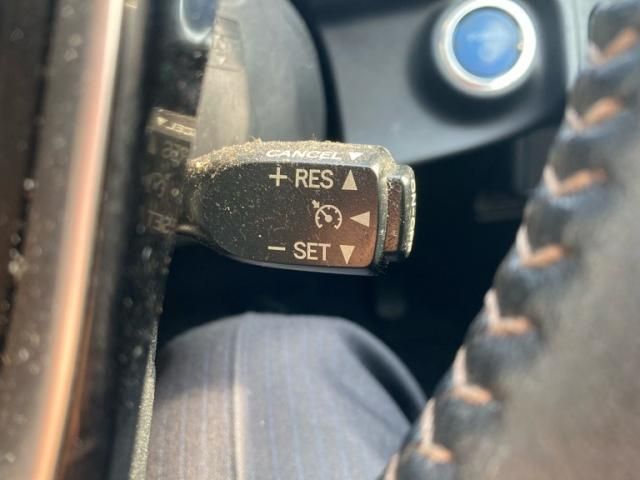 CANCEL ▼
+ RES ▲
◀
− SET ▼